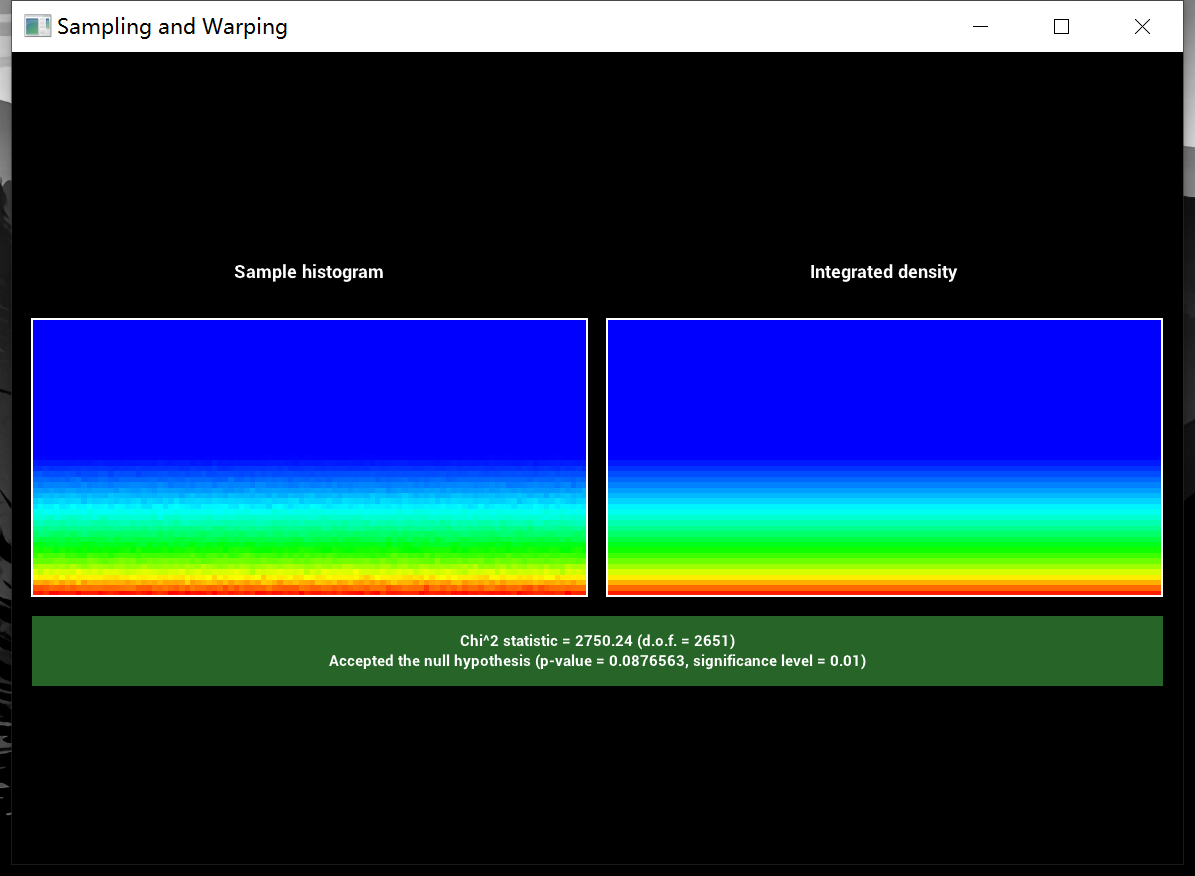 Sampling and Warping
Sample histogram
Integrated density
Chi^2 statistic = 2750.24 (d.o.f. = 2651)
Accepted the null hypothesis (p-value = 0.0876563, significance level = 0.01)